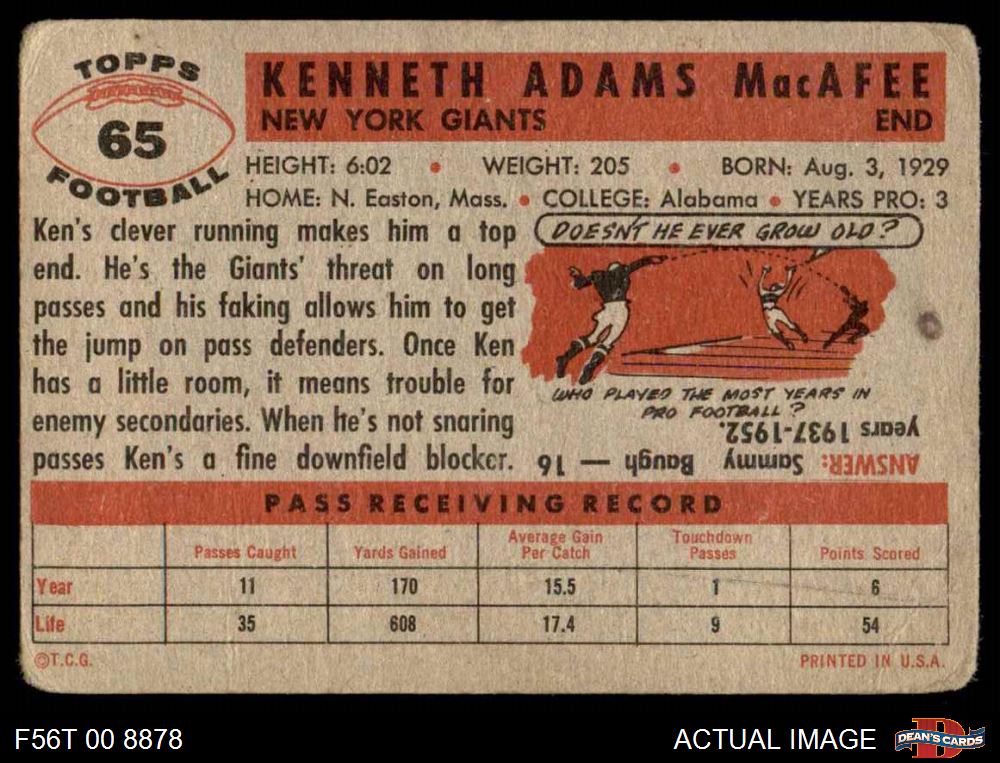 TOPPS
65
FOOTBALL
KENNETH ADAMS MacAFEE
NEW YORK GIANTS END
HEIGHT: 6:02 • WEIGHT: 205 • BORN: Aug. 3, 1929
HOME: N. Easton, Mass. • COLLEGE: Alabama • YEARS PRO: 3
Ken's clever running makes him a top
end. He's the Giants' threat on long
passes and his faking allows him to get
the jump on pass defenders. Once Ken
has a little room, it means trouble for
enemy secondaries. When he's not snaring
passes Ken's a fine downfield blocker.
DOESN'T HE EVER GROW OLD?
WHO PLAYED THE MOST YEARS IN
PRO FOOTBALL?
ANSWER: Sammy Baugh — 16
years 1937-1952.
PASS RECEIVING RECORD
Passes Caught Yards Gained Average Gain Per Catch Touchdown Passes Points Scored
Year 11 170 15.5 1 6
Life 35 608 17.4 9 54
©T.C.G. PRINTED IN U.S.A.
F56T 00 8878 ACTUAL IMAGE DEAN'S CARDS